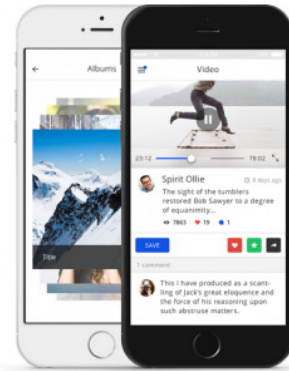 Albums
Title
Video
23:12
78:02
Spirit Ollie
8 days ago
The sight of the tumblers
restored Bob Sawyer to a degree
of equanimity...
7863
19
1
SAVE
1 comment
This I have produced as a scant-
ling of Jack's great eloquence and
the force of his reasoning upon
such abstruse matters.